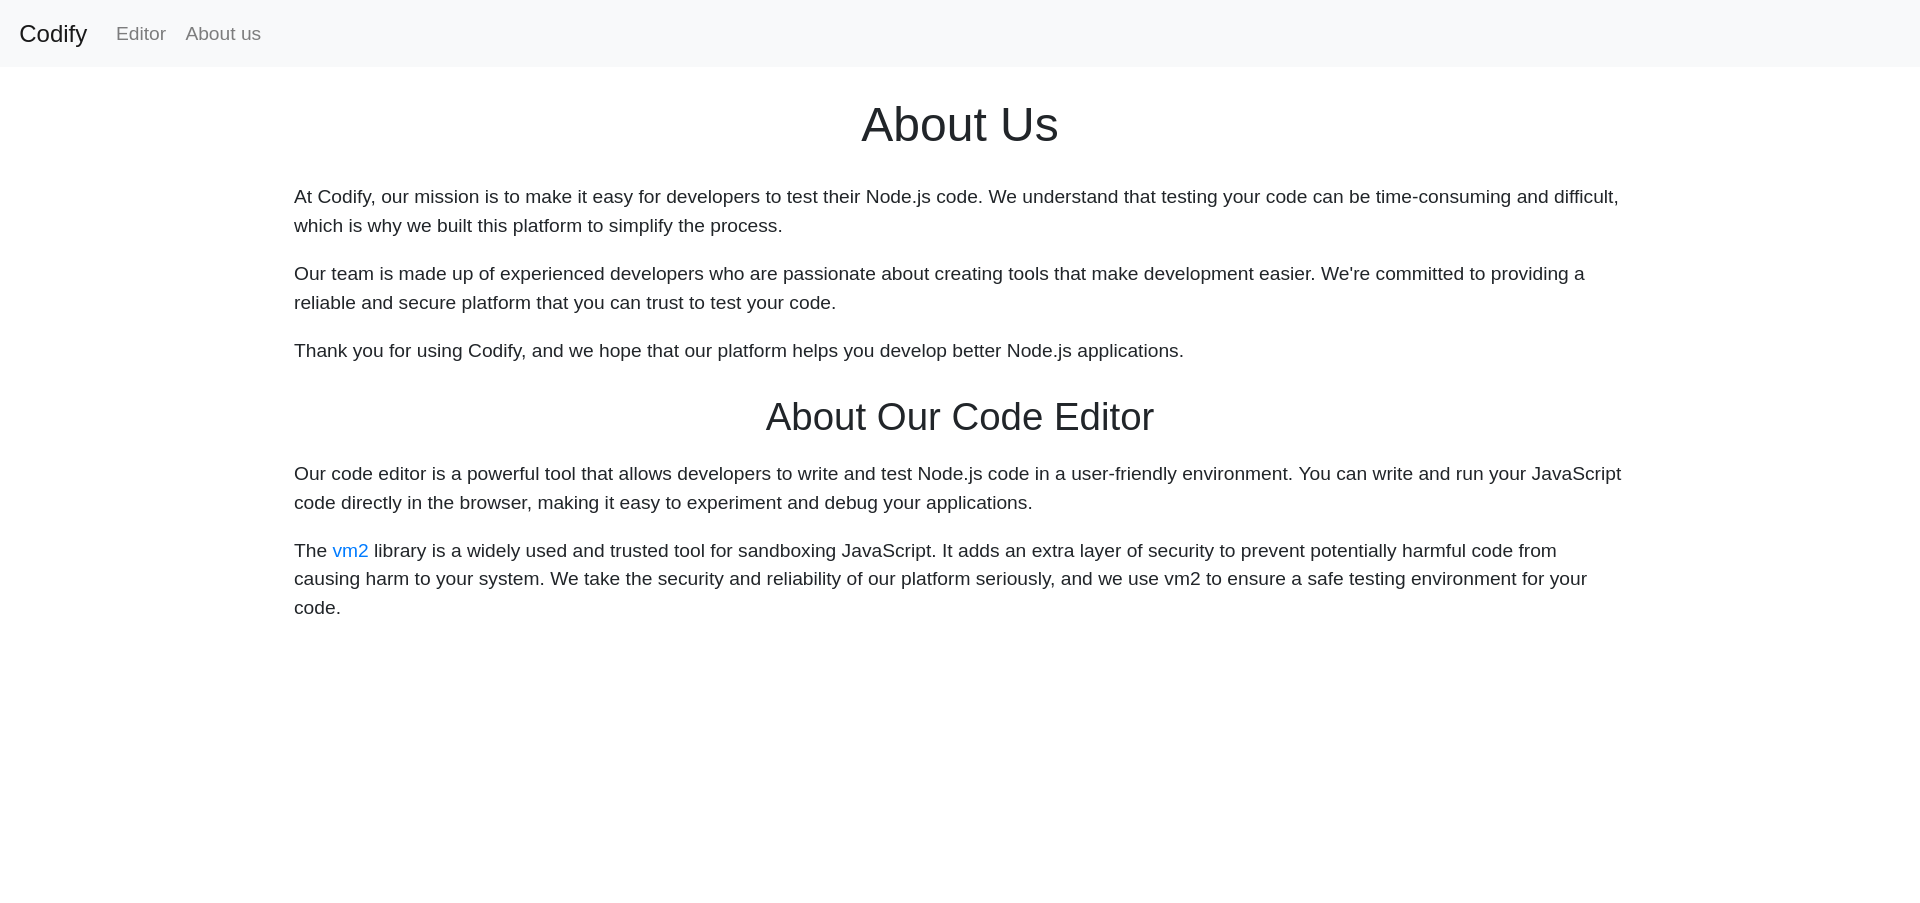 Codify Editor About us
About Us
At Codify, our mission is to make it easy for developers to test their Node.js code. We understand that testing your code can be time-consuming and difficult,
which is why we built this platform to simplify the process.
Our team is made up of experienced developers who are passionate about creating tools that make development easier. We're committed to providing a
reliable and secure platform that you can trust to test your code.
Thank you for using Codify, and we hope that our platform helps you develop better Node.js applications.
About Our Code Editor
Our code editor is a powerful tool that allows developers to write and test Node.js code in a user-friendly environment. You can write and run your JavaScript
code directly in the browser, making it easy to experiment and debug your applications.
The vm2 library is a widely used and trusted tool for sandboxing JavaScript. It adds an extra layer of security to prevent potentially harmful code from
causing harm to your system. We take the security and reliability of our platform seriously, and we use vm2 to ensure a safe testing environment for your
code.